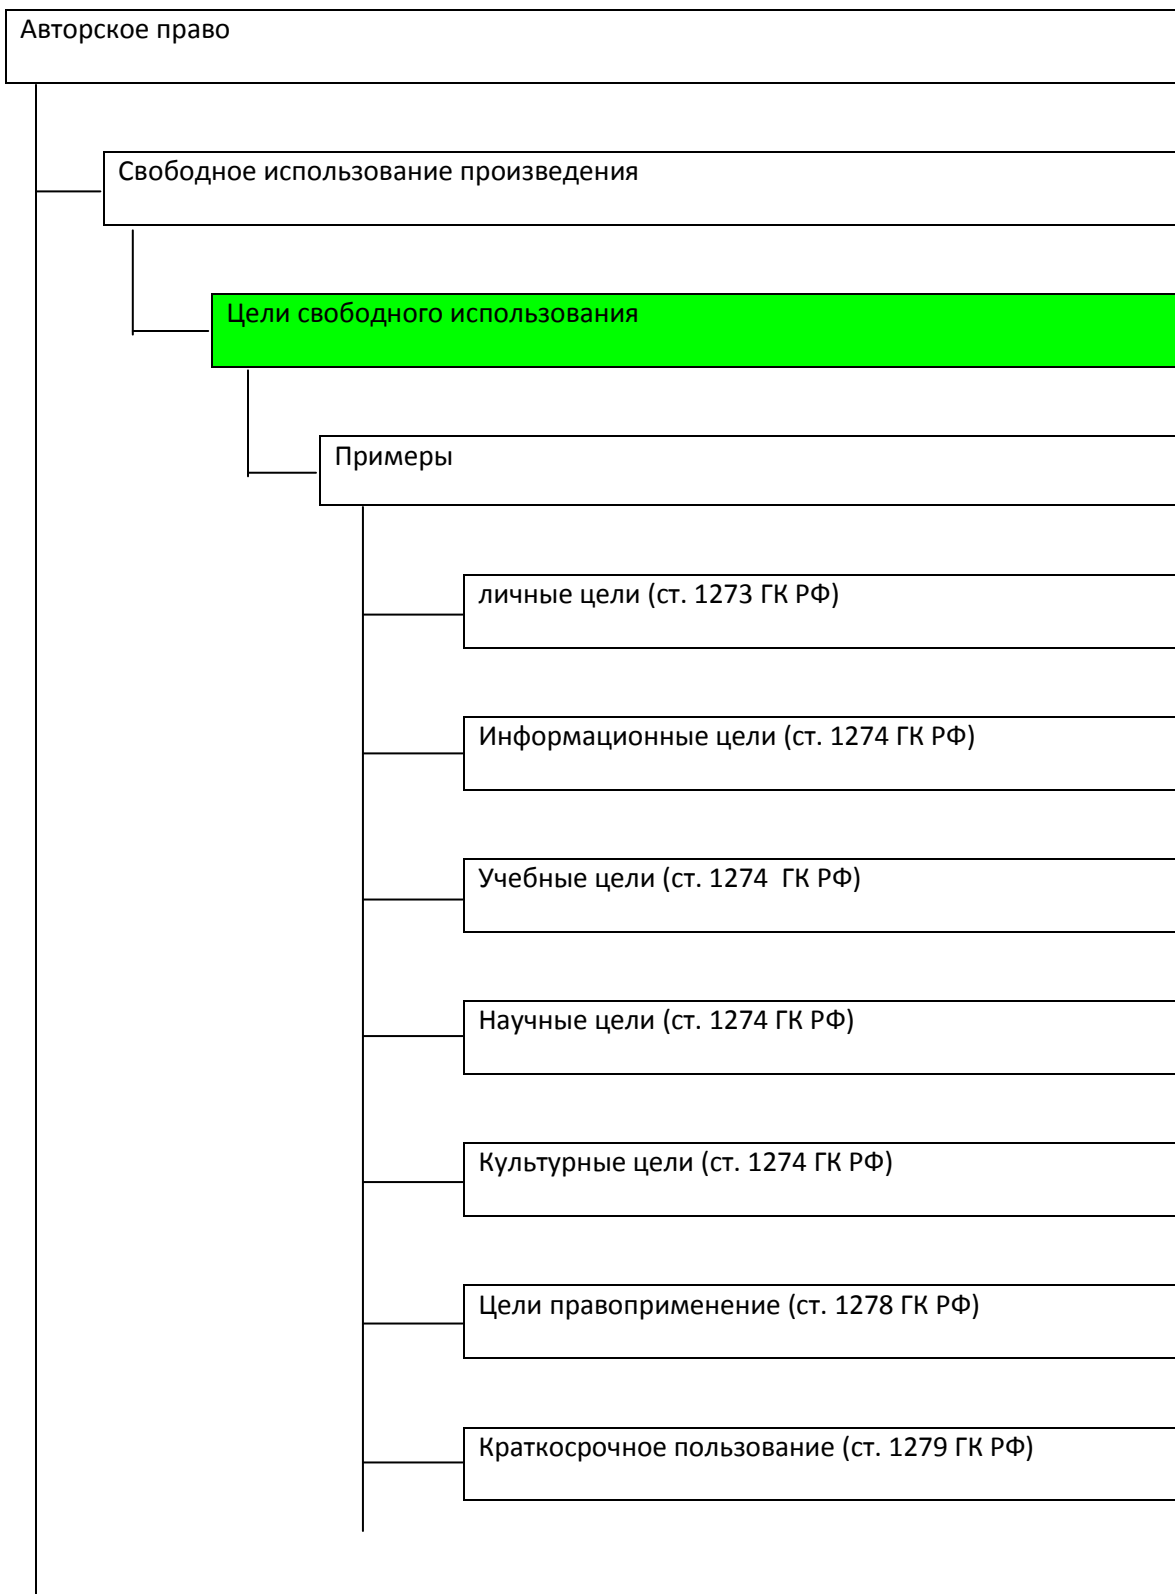 Авторское право
Свободное использование произведения
Цели свободного использования
Примеры
личные цели (ст. 1273 ГК РФ)
Информационные цели (ст. 1274 ГК РФ)
Учебные цели (ст. 1274  ГК РФ)
Научные цели (ст. 1274 ГК РФ)
Культурные цели (ст. 1274 ГК РФ)
Цели правоприменение (ст. 1278 ГК РФ)
Краткосрочное пользование (ст. 1279 ГК РФ)